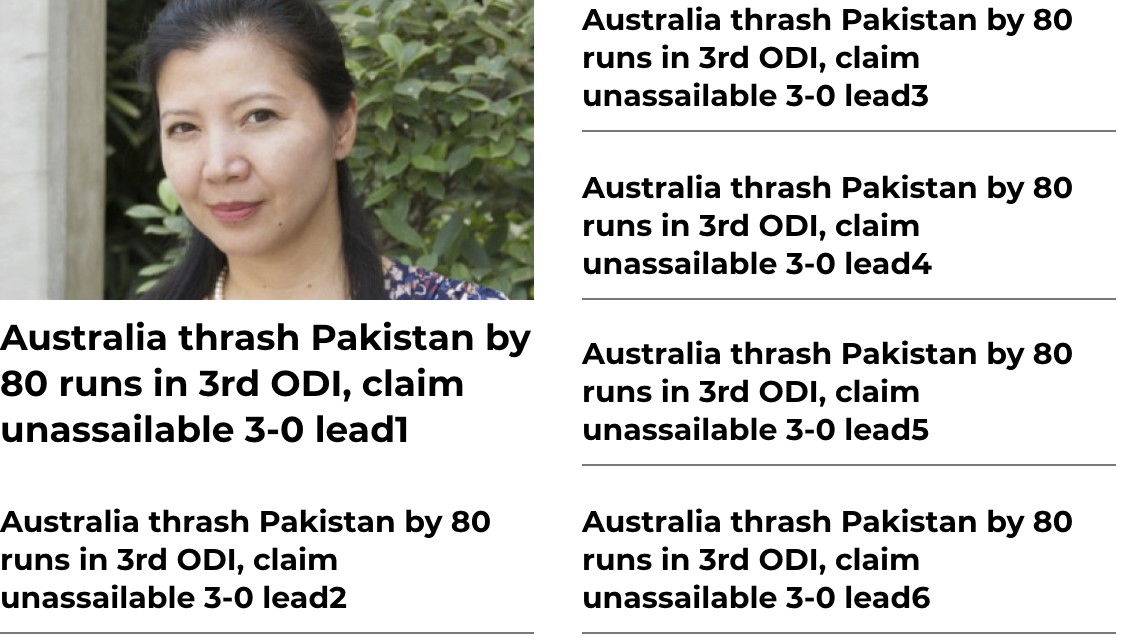 Australia thrash Pakistan by
80 runs in 3rd ODI, claim
unassailable 3-0 lead1
Australia thrash Pakistan by 80
runs in 3rd ODI, claim
unassailable 3-0 lead2
Australia thrash Pakistan by 80
runs in 3rd ODI, claim
unassailable 3-0 lead3
Australia thrash Pakistan by 80
runs in 3rd ODI, claim
unassailable 3-0 lead4
Australia thrash Pakistan by 80
runs in 3rd ODI, claim
unassailable 3-0 lead5
Australia thrash Pakistan by 80
runs in 3rd ODI, claim
unassailable 3-0 lead6